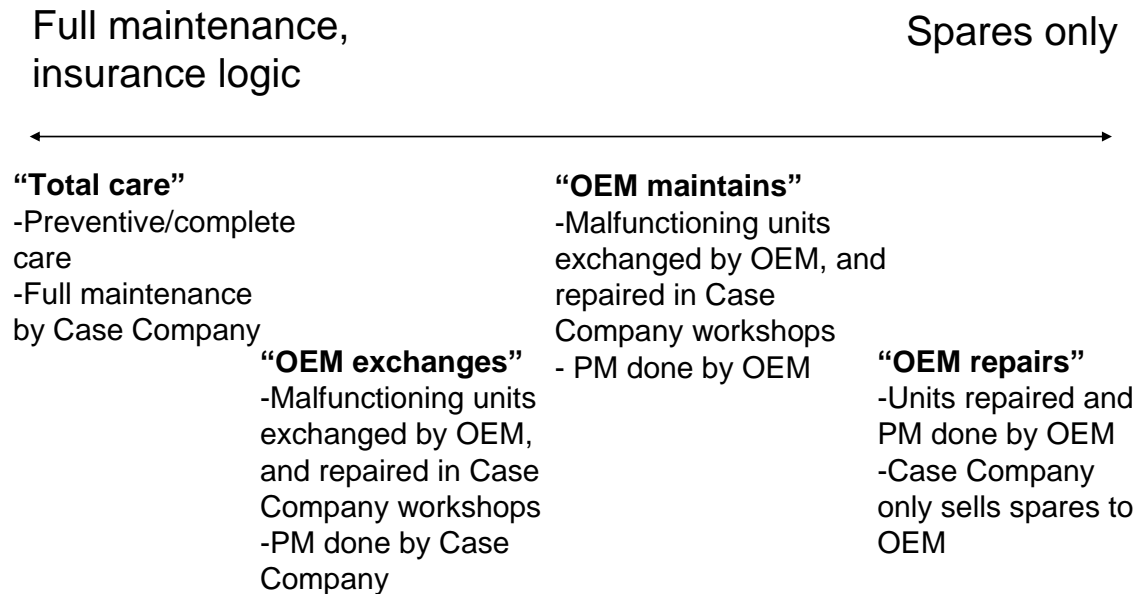 Full maintenance,
insurance logic
Spares only
“Total care”
-Preventive/complete
care
-Full maintenance
by Case Company
“OEM exchanges”
-Malfunctioning units
exchanged by OEM,
and repaired in Case
Company workshops
-PM done by Case
Company
“OEM maintains”
-Malfunctioning units
exchanged by OEM, and
repaired in Case
Company workshops
- PM done by OEM
“OEM repairs”
-Units repaired and
PM done by OEM
-Case Company
only sells spares to
OEM